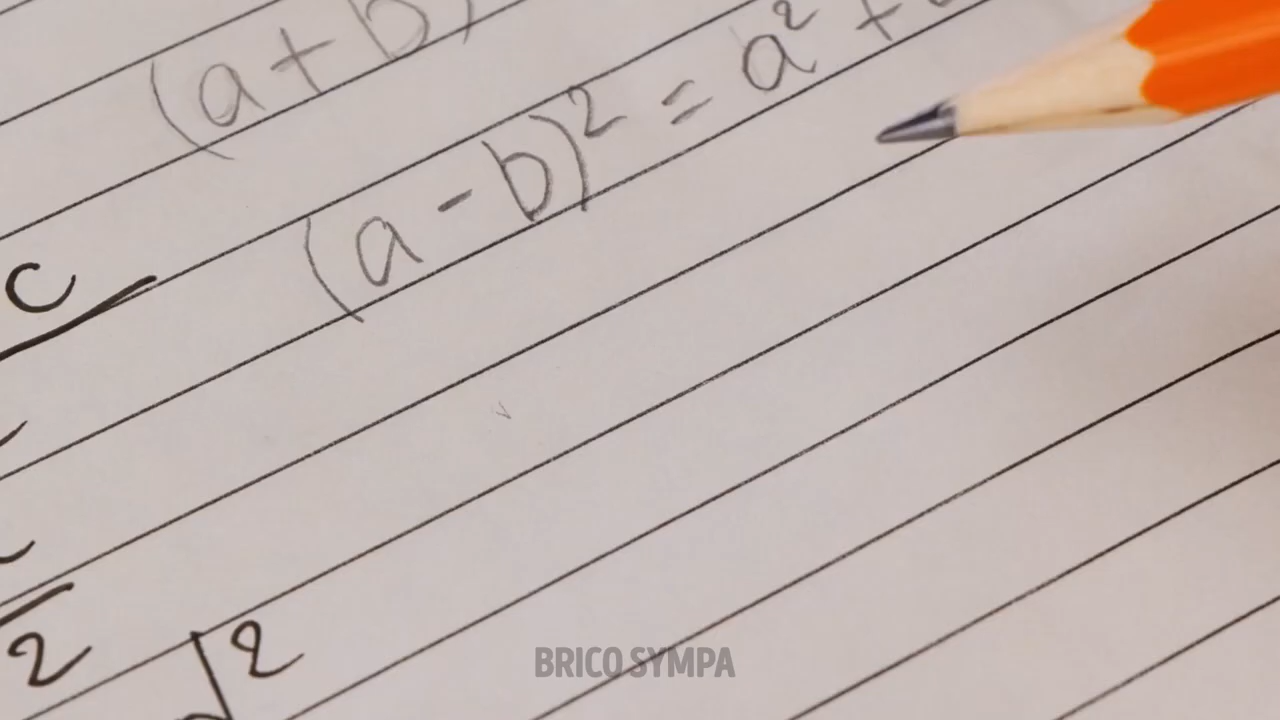 (a+b)
(a-b)² = a² +
C
2
2
BRICO SYMPA